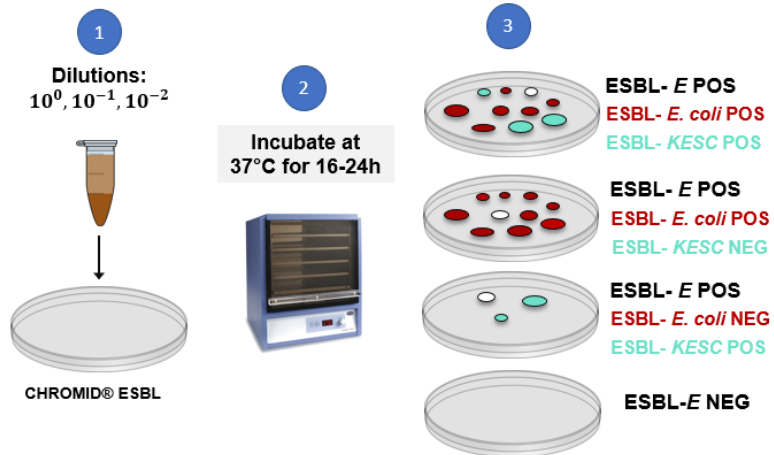 1
Dilutions:
10⁰, 10⁻¹, 10⁻²
CHROMID® ESBL
2
Incubate at
37°C for 16-24h
3
ESBL- E POS
ESBL- E. coli POS
ESBL- KESC POS
ESBL- E POS
ESBL- E. coli POS
ESBL- KESC NEG
ESBL- E POS
ESBL- E. coli NEG
ESBL- KESC POS
ESBL-E NEG